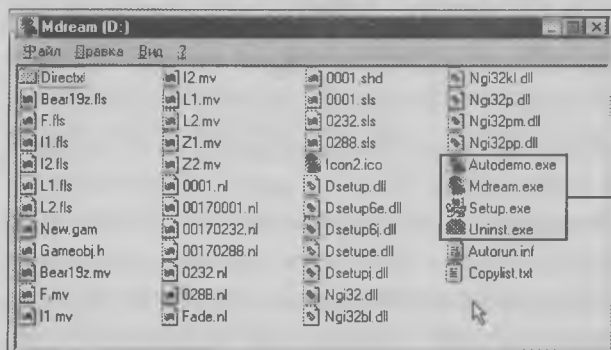 Mdream (D:)
Файл Правка Вид ?
Directx
Bear19z.fls
F.fls
I1.fls
I2.fls
L1.fls
L2.fls
New.gam
Gameobj.h
Bear19z.mv
F.mv
I1.mv
I2.mv
L1.mv
L2.mv
Z1.mv
Z2.mv
0001.nl
00170001.nl
00170232.nl
00170288.nl
0232.nl
0288.nl
Fade.nl
0001.shd
0001.sls
0232.sls
0288.sls
Icon2.ico
Dsetup.dll
Dsetup6e.dll
Dsetup6j.dll
Dsetupe.dll
Dsetupj.dll
Ngi32.dll
Ngi32bl.dll
Ngi32kl.dll
Ngi32p.dll
Ngi32pm.dll
Ngi32pp.dll
Autodemo.exe
Mdream.exe
Setup.exe
Uninst.exe
Autorun.inf
Copylist.txt